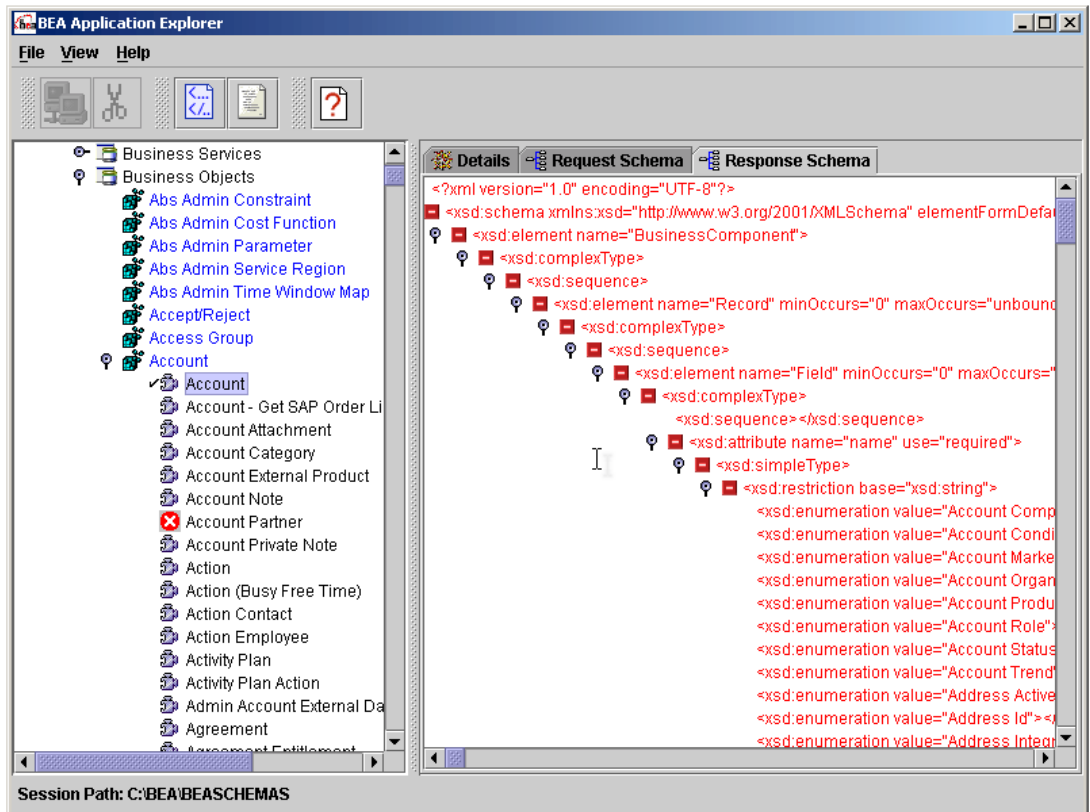 BEA Application Explorer
File View Help
Business Services
Business Objects
Abs Admin Constraint
Abs Admin Cost Function
Abs Admin Parameter
Abs Admin Service Region
Abs Admin Time Window Map
Accept/Reject
Access Group
Account
Account
Account - Get SAP Order Li
Account Attachment
Account Category
Account External Product
Account Note
Account Partner
Account Private Note
Action
Action (Busy Free Time)
Action Contact
Action Employee
Activity Plan
Activity Plan Action
Admin Account External Da
Agreement
Agreement Entitlement
Details Request Schema Response Schema
<?xml version="1.0" encoding="UTF-8"?>
<xsd:schema xmlns:xsd="http://www.w3.org/2001/XMLSchema" elementFormDefau
<xsd:element name="BusinessComponent">
<xsd:complexType>
<xsd:sequence>
<xsd:element name="Record" minOccurs="0" maxOccurs="unbound
<xsd:complexType>
<xsd:sequence>
<xsd:element name="Field" minOccurs="0" maxOccurs="
<xsd:complexType>
<xsd:sequence></xsd:sequence>
<xsd:attribute name="name" use="required">
<xsd:simpleType>
<xsd:restriction base="xsd:string">
<xsd:enumeration value="Account Comp
<xsd:enumeration value="Account Condi
<xsd:enumeration value="Account Marke
<xsd:enumeration value="Account Organ
<xsd:enumeration value="Account Produ
<xsd:enumeration value="Account Role">
<xsd:enumeration value="Account Status
<xsd:enumeration value="Account Trend"
<xsd:enumeration value="Address Active
<xsd:enumeration value="Address Id"></
<xsd:enumeration value="Address Integr
Session Path: C:\BEA\BEASCHEMAS